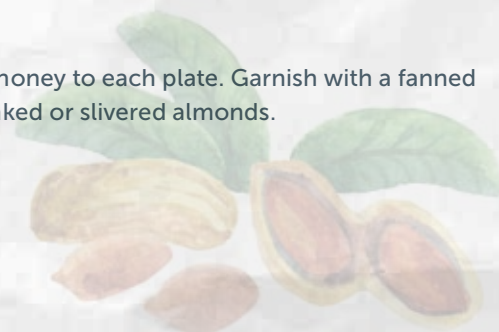 honey to each plate. Garnish with a fanned
ked or slivered almonds.